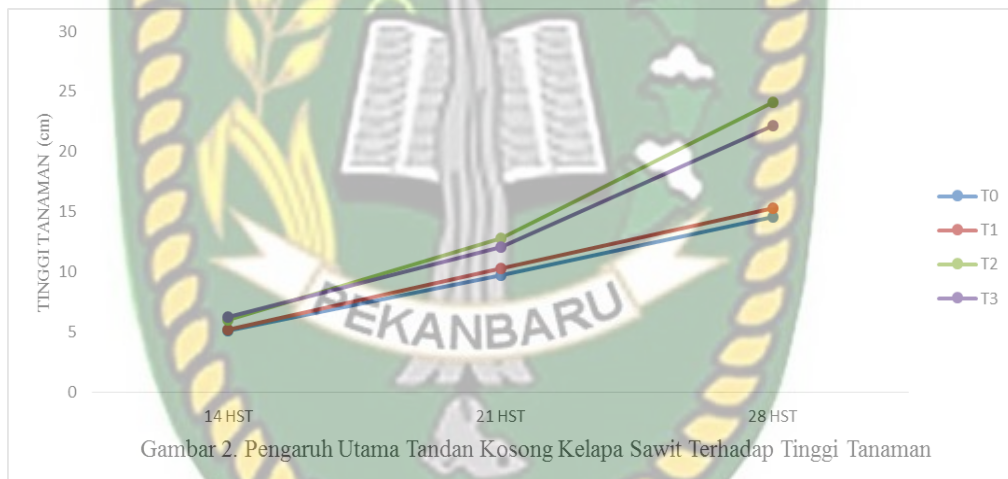 30
25
20
15
10
5
0
TINGGI TANAMAN (cm)
14 HST
21 HST
28 HST
T0
T1
T2
T3
PEKANBARU
Gambar 2. Pengaruh Utama Tandan Kosong Kelapa Sawit Terhadap Tinggi Tanaman